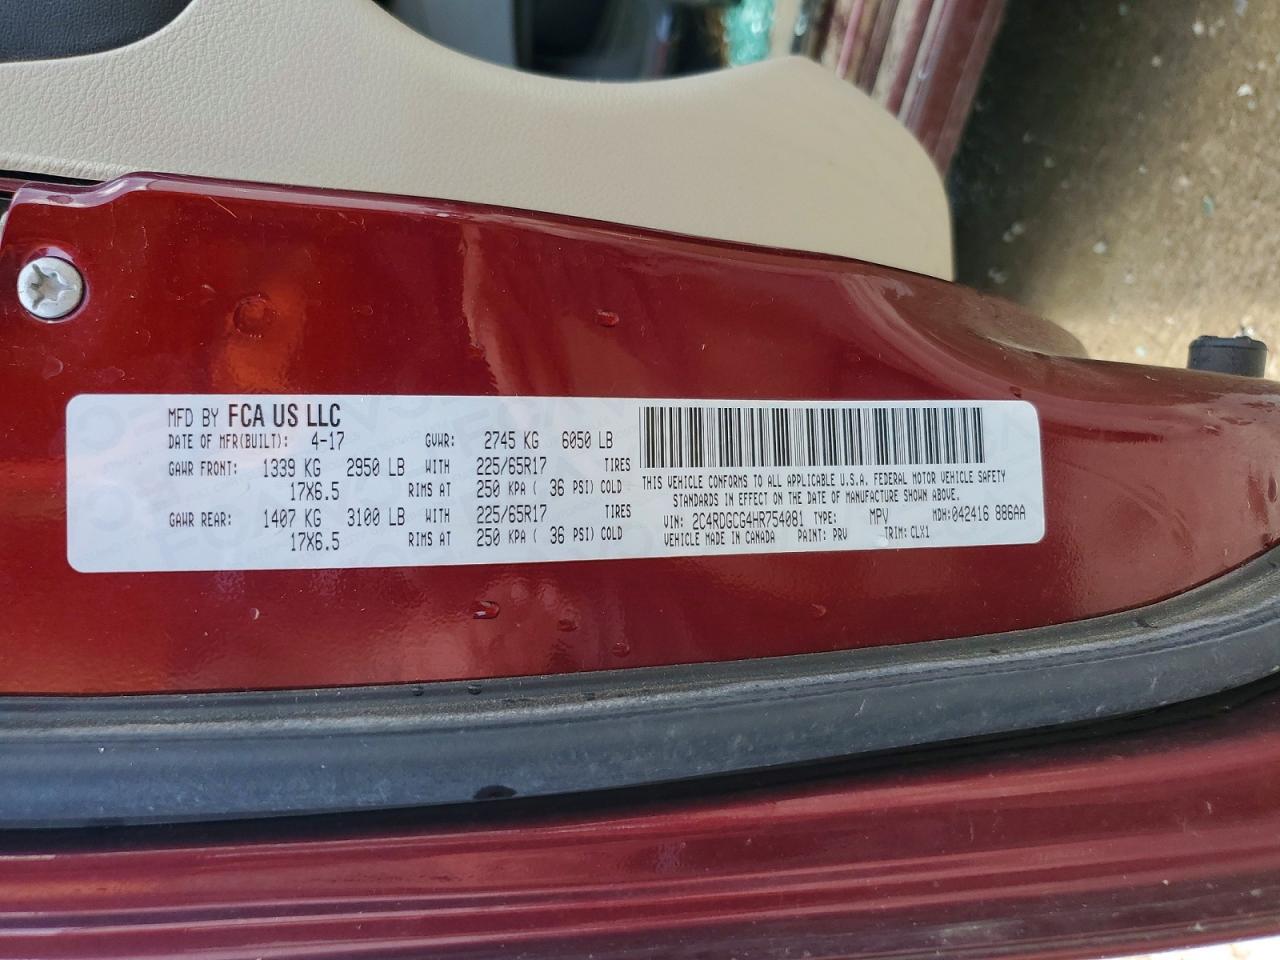 MFD BY FCA US LLC
DATE OF MFR(BUILT): 4-17 GVWR: 2745 KG 6050 LB
GAWR FRONT: 1339 KG 2950 LB WITH 225/65R17 TIRES
17X6.5 RIMS AT 250 KPA ( 36 PSI) COLD
GAWR REAR: 1407 KG 3100 LB WITH 225/65R17 TIRES
17X6.5 RIMS AT 250 KPA ( 36 PSI) COLD
THIS VEHICLE CONFORMS TO ALL APPLICABLE U.S.A. FEDERAL MOTOR VEHICLE SAFETY
STANDARDS IN EFFECT ON THE DATE OF MANUFACTURE SHOWN ABOVE.
VIN: 2C4RDGCG4HR754081 TYPE: MPV MDH:042416 886AA
VEHICLE MADE IN CANADA PAINT: PRV TRIM: CLX1